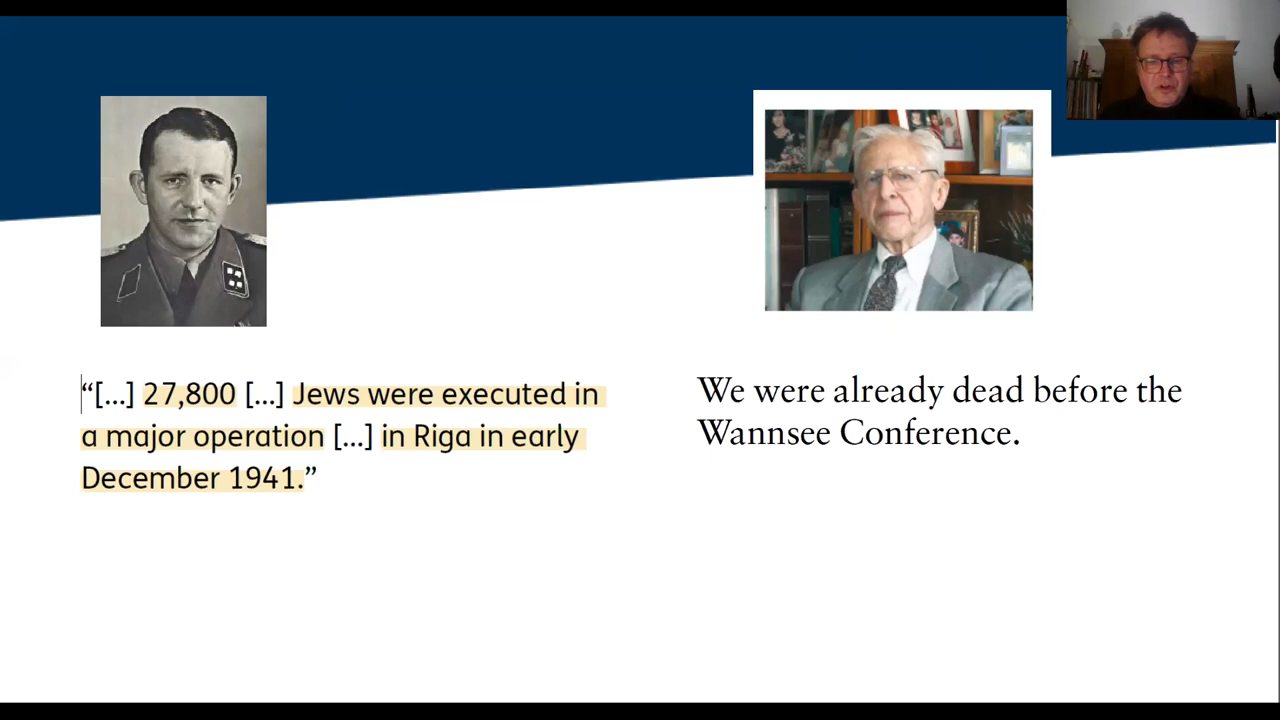 “[...] 27,800 [...] Jews were executed in
a major operation [...] in Riga in early
December 1941.”
We were already dead before the
Wannsee Conference.